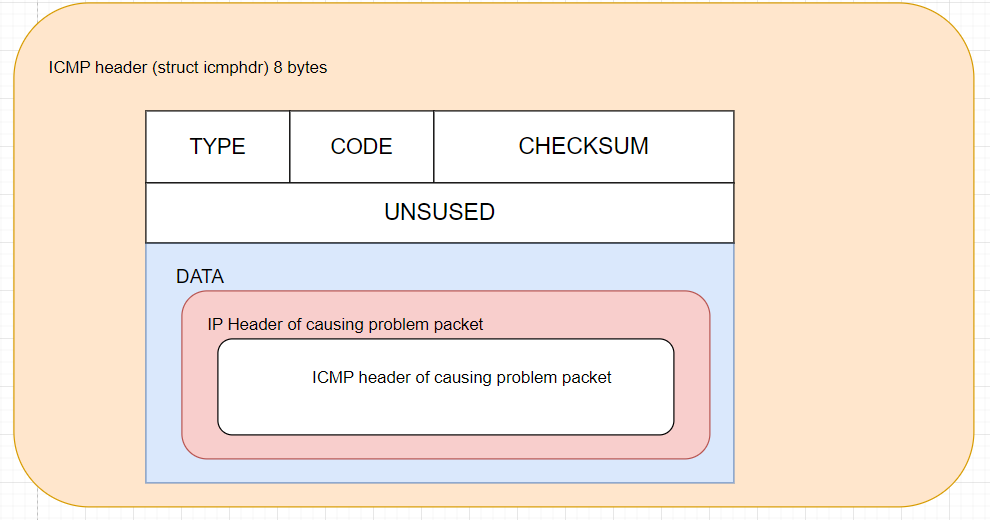 ICMP header (struct icmphdr) 8 bytes
TYPE
CODE
CHECKSUM
UNSUSED
DATA
IP Header of causing problem packet
ICMP header of causing problem packet